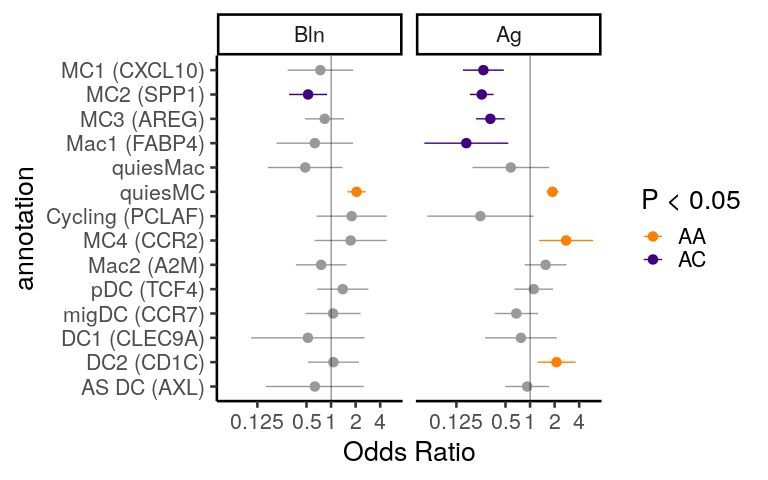 Bln Ag
MC1 (CXCL10)
MC2 (SPP1)
MC3 (AREG)
Mac1 (FABP4)
quiesMac
quiesMC
Cycling (PCLAF)
MC4 (CCR2)
Mac2 (A2M)
pDC (TCF4)
migDC (CCR7)
DC1 (CLEC9A)
DC2 (CD1C)
AS DC (AXL)
annotation
0.125 0.5 1 2 4 0.125 0.5 1 2 4
Odds Ratio
P < 0.05
AA
AC